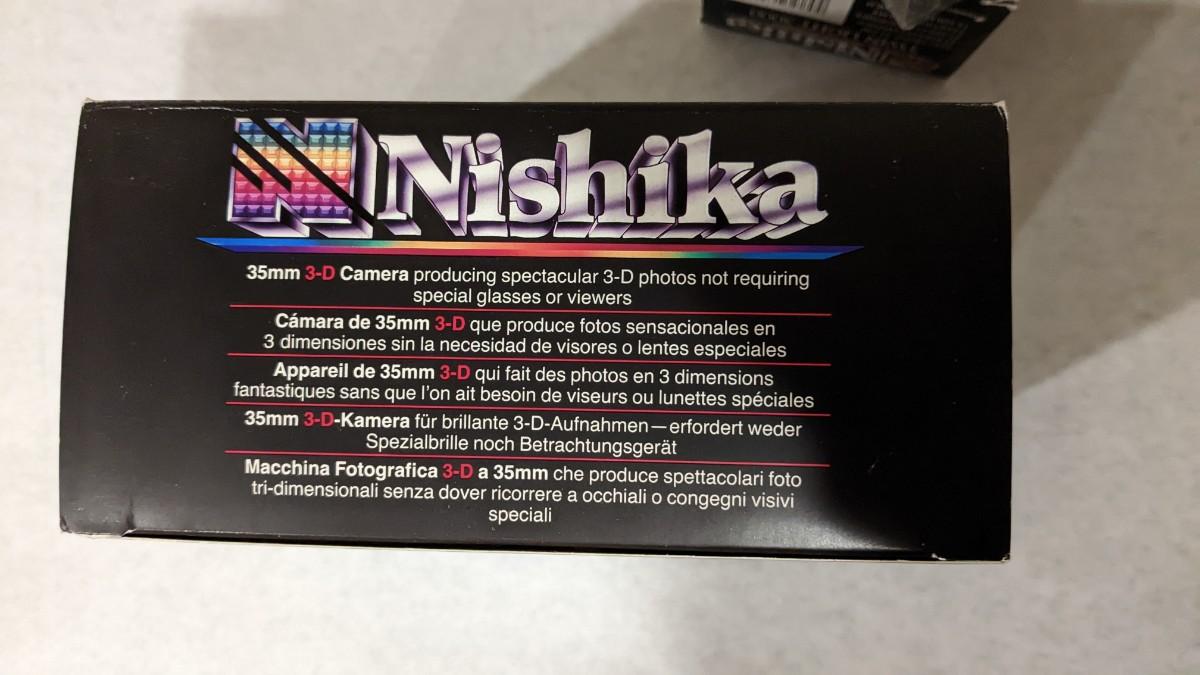 Nishika
35mm 3-D Camera producing spectacular 3-D photos not requiring
special glasses or viewers
Cámara de 35mm 3-D que produce fotos sensacionales en
3 dimensiones sin la necesidad de visores o lentes especiales
Appareil de 35mm 3-D qui fait des photos en 3 dimensions
fantastiques sans que l'on ait besoin de viseurs ou lunettes spéciales
35mm 3-D-Kamera für brillante 3-D-Aufnahmen—erfordert weder
Spezialbrille noch Betrachtungsgerät
Macchina Fotografica 3-D a 35mm che produce spettacolari foto
tri-dimensionali senza dover ricorrere a occhiali o congegni visivi
speciali